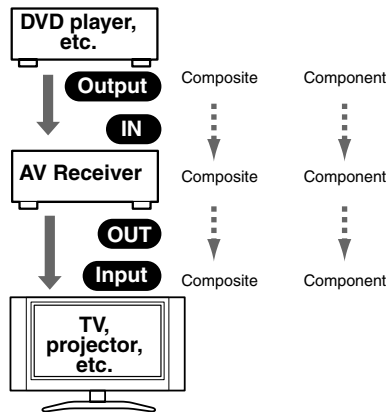 DVD player,
etc.
Output Composite Component
IN
AV Receiver Composite Component
OUT
Input Composite Component
TV,
projector,
etc.